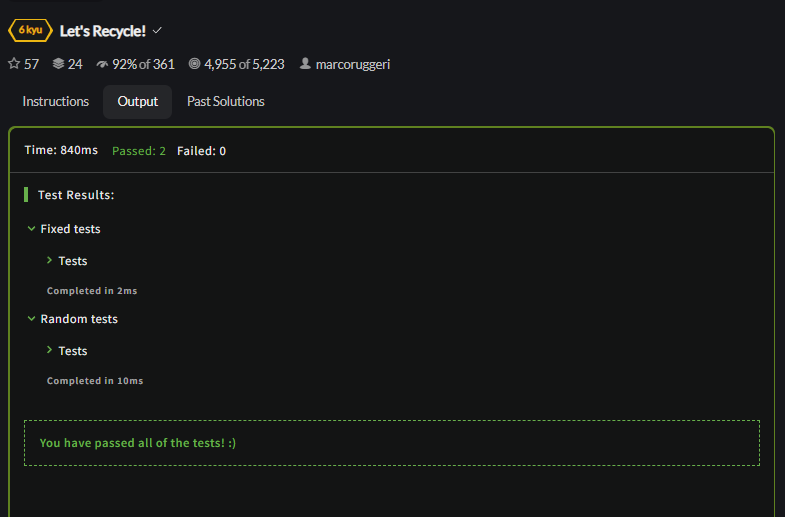 6 kyu Let's Recycle!
57 24 92% of 361 4,955 of 5,223 marcoruggeri
Instructions Output Past Solutions
Time: 840ms Passed: 2 Failed: 0
Test Results:
Fixed tests
Tests
Completed in 2ms
Random tests
Tests
Completed in 10ms
You have passed all of the tests! :)